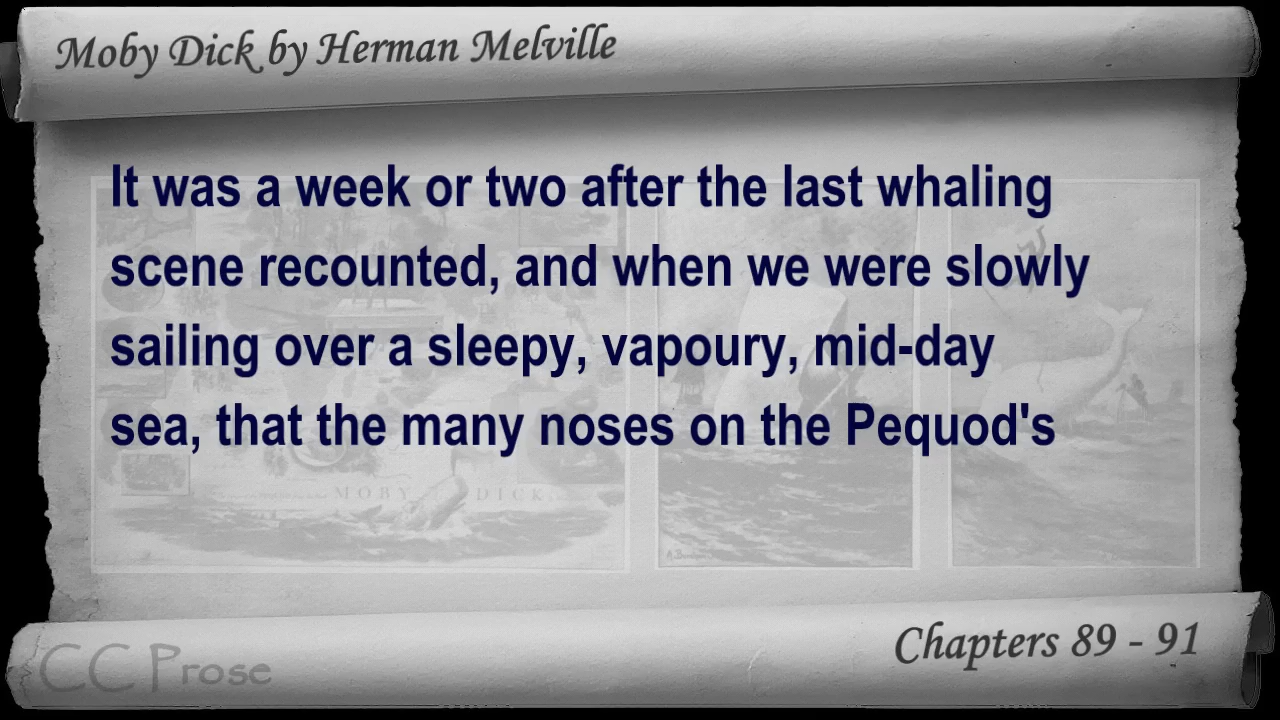 Moby Dick by Herman Melville
It was a week or two after the last whaling
scene recounted, and when we were slowly
sailing over a sleepy, vapoury, mid-day
sea, that the many noses on the Pequod's
MOBY DICK
Chapters 89 - 91
CC Prose